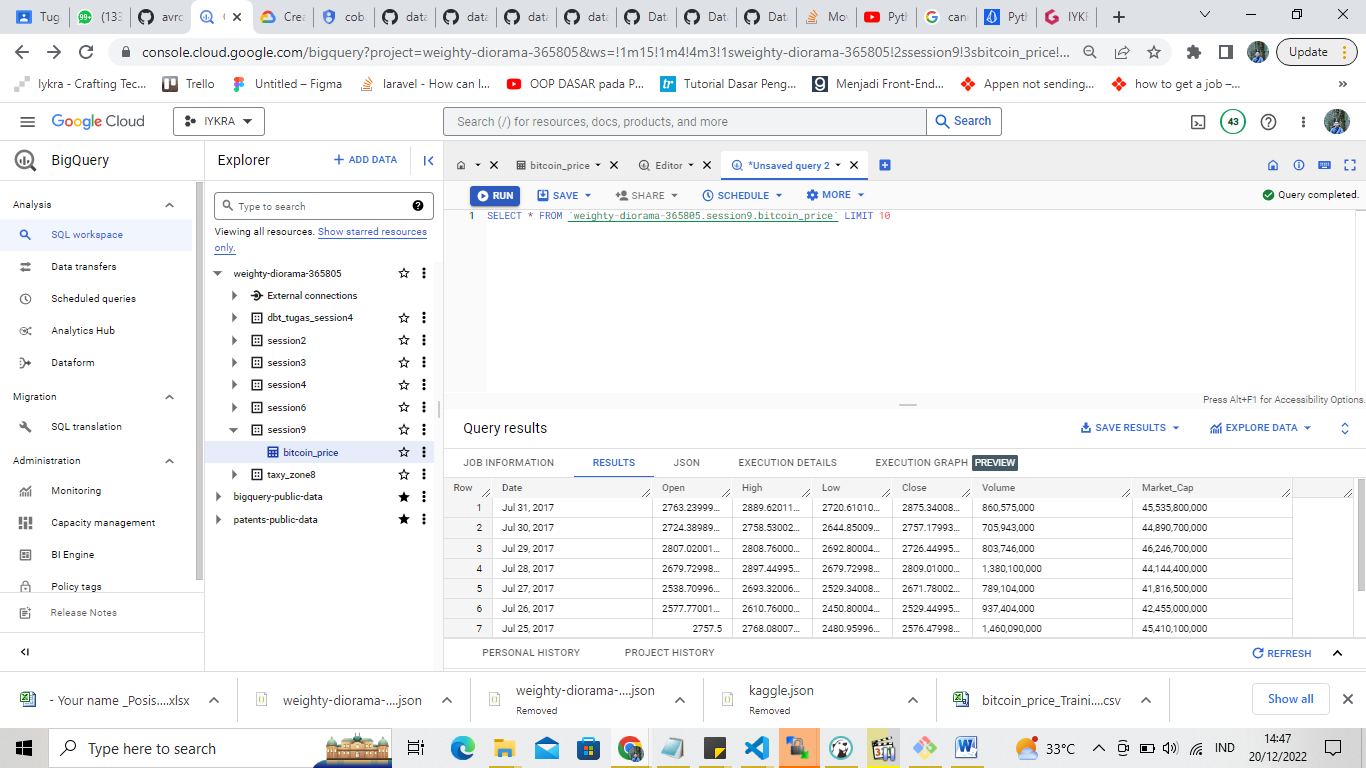 Tug
(133
C
avro
Crea
cob
data
data
data
data
Data
Data
Data
Mov
Pyth
can
Pyth
IYKR
console.cloud.google.com/bigquery?project=weighty-diorama-365805&ws=!1m15!1m4!4m3!1sweighty-diorama-365805!2ssession9!3sbitcoin_price!...
Update
Iykra - Crafting Tec...
Trello
Untitled – Figma
laravel - How can I...
OOP DASAR pada P...
Tutorial Dasar Peng...
Menjadi Front-End...
Appen not sending...
how to get a job –...
»
Google Cloud
IYKRA
Search (/) for resources, docs, products, and more
Search
43
BigQuery
Explorer
+ ADD DATA
bitcoin_price
Editor
*Unsaved query 2
Analysis
SQL workspace
Data transfers
Scheduled queries
Analytics Hub
Dataform
Migration
SQL translation
Administration
Monitoring
Capacity management
BI Engine
Policy tags
Release Notes
Type to search
Viewing all resources. Show starred resources
only.
weighty-diorama-365805
External connections
dbt_tugas_session4
session2
session3
session4
session6
session9
bitcoin_price
taxy_zone8
bigquery-public-data
patents-public-data
RUN
SAVE
SHARE
SCHEDULE
MORE
Query completed.
1 SELECT * FROM `weighty-diorama-365805.session9.bitcoin_price` LIMIT 10
Press Alt+F1 for Accessibility Options.
Query results
SAVE RESULTS
EXPLORE DATA
JOB INFORMATION
RESULTS
JSON
EXECUTION DETAILS
EXECUTION GRAPH PREVIEW
Row Date Open High Low Close Volume Market_Cap
1 Jul 31, 2017 2763.23999... 2889.62011... 2720.61010... 2875.34008... 860,575,000 45,535,800,000
2 Jul 30, 2017 2724.38989... 2758.53002... 2644.85009... 2757.17993... 705,943,000 44,890,700,000
3 Jul 29, 2017 2807.02001... 2808.76000... 2692.80004... 2726.44995... 803,746,000 46,246,700,000
4 Jul 28, 2017 2679.72998... 2897.44995... 2679.72998... 2809.01000... 1,380,100,000 44,144,400,000
5 Jul 27, 2017 2538.70996... 2693.32006... 2529.34008... 2671.78002... 789,104,000 41,816,500,000
6 Jul 26, 2017 2577.77001... 2610.76000... 2450.80004... 2529.44995... 937,404,000 42,455,000,000
7 Jul 25, 2017 2757.5 2768.08007... 2480.95996... 2576.47998... 1,460,090,000 45,410,100,000
PERSONAL HISTORY
PROJECT HISTORY
REFRESH
- Your name _Posis....xlsx
weighty-diorama-....json
weighty-diorama-....json
Removed
kaggle.json
Removed
bitcoin_price_Traini....csv
Show all
Type here to search
33°C
IND
14:47
20/12/2022